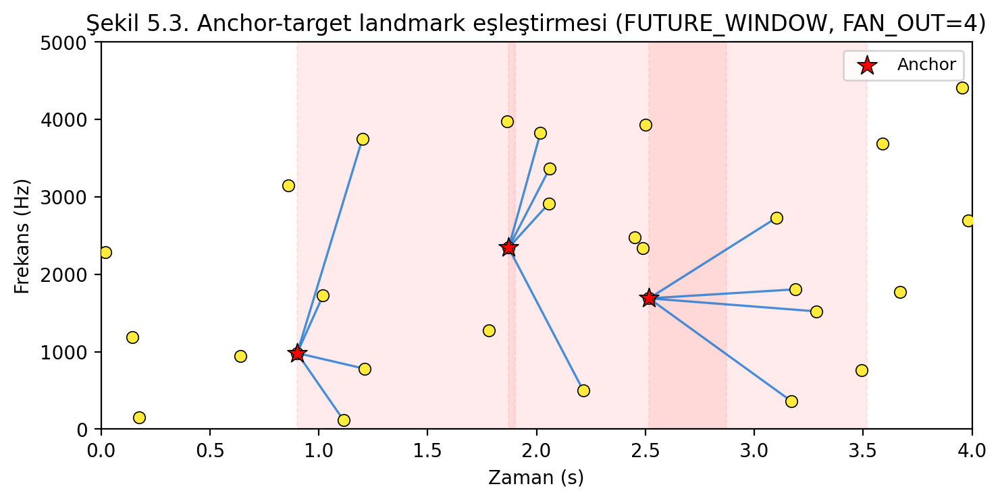 Şekil 5.3. Anchor-target landmark eşleştirmesi (FUTURE_WINDOW, FAN_OUT=4)
Anchor
Frekans (Hz)
5000
4000
3000
2000
1000
0
0.0 0.5 1.0 1.5 2.0 2.5 3.0 3.5 4.0
Zaman (s)